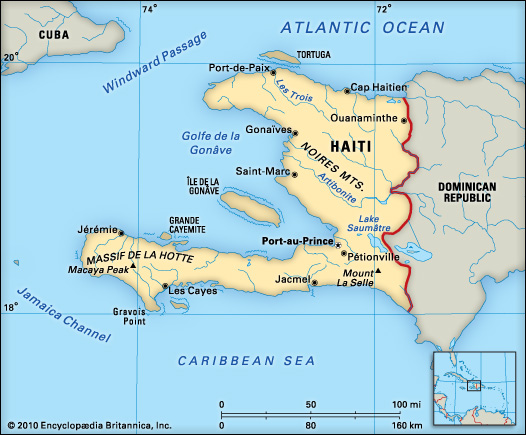 74°
72°
ATLANTIC OCEAN
CUBA
TORTUGA
Windward Passage
20°
Port-de-Paix
Les Trois
Cap Haïtien
Ouanaminthe
Golfe de la
Gonâve
Gonaïves
HAITI
NOIRES MTS.
Saint-Marc
Artibonite
ÎLE DE LA
GONÂVE
DOMINICAN
REPUBLIC
Lake
Saumâtre
GRANDE
CAYEMITE
Jérémie
Port-au-Prince
Pétionville
MASSIF DE LA HOTTE
Macaya Peak
Mount
La Selle
Jacmel
Les Cayes
Gravois
Point
18°
Jamaica Channel
CARIBBEAN SEA
0 50 100 mi
0 80 160 km
© 2010 Encyclopædia Britannica, Inc.